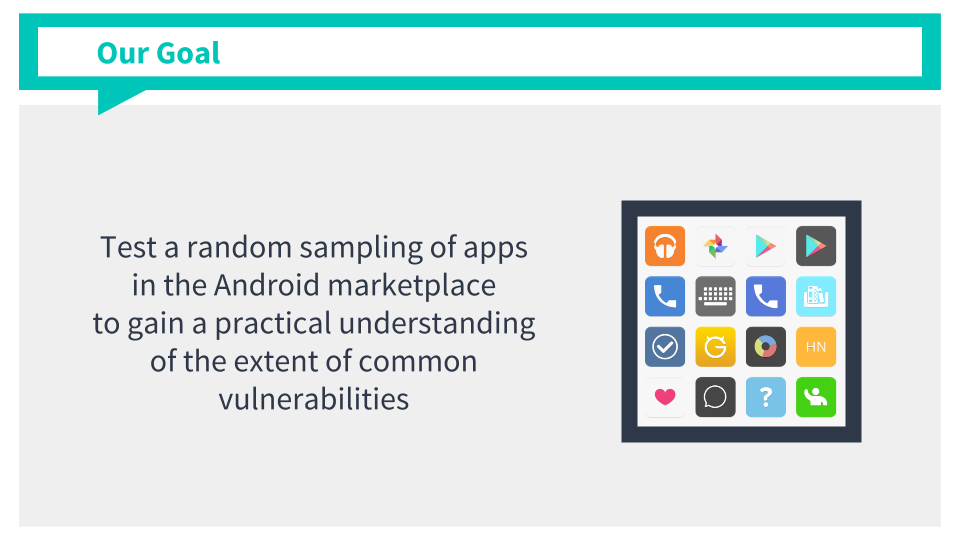 Our Goal
Test a random sampling of apps
in the Android marketplace
to gain a practical understanding
of the extent of common
vulnerabilities
G
HN
?